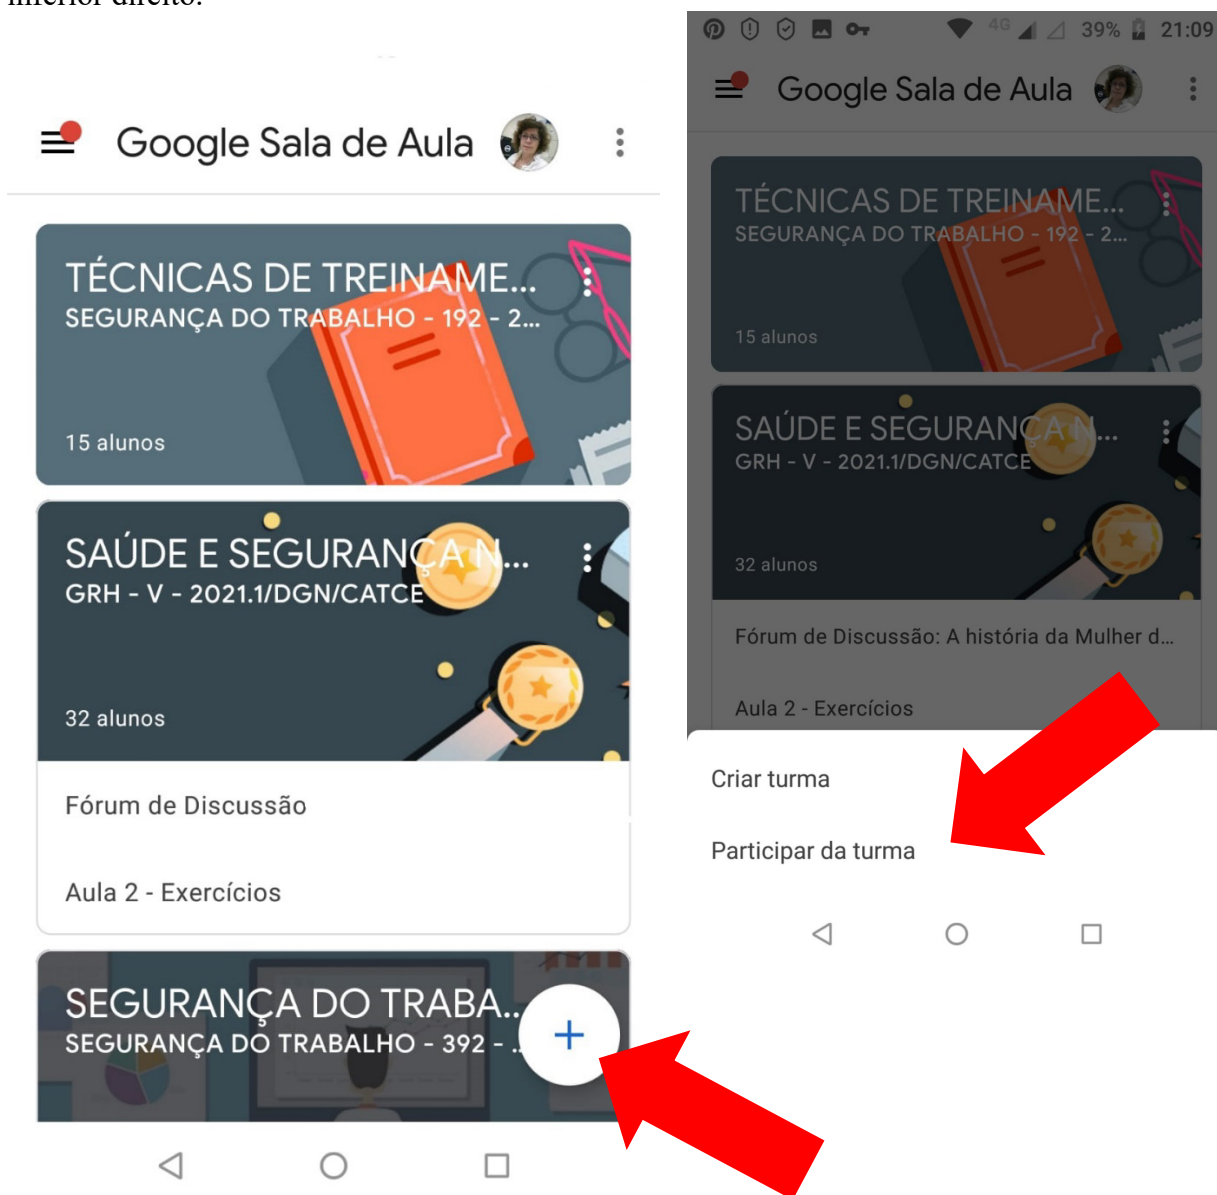 inferior direito.
Google Sala de Aula
TÉCNICAS DE TREINAME...
SEGURANÇA DO TRABALHO - 192 - 2...
15 alunos
SAÚDE E SEGURANÇA N...
GRH - V - 2021.1/DGN/CATCE
32 alunos
Fórum de Discussão
Aula 2 - Exercícios
SEGURANÇA DO TRABA...
SEGURANÇA DO TRABALHO - 392 - ...
4G 39% 21:09
Google Sala de Aula
TÉCNICAS DE TREINAME...
SEGURANÇA DO TRABALHO - 192 - 2...
15 alunos
SAÚDE E SEGURANÇA N...
GRH - V - 2021.1/DGN/CATCE
32 alunos
Fórum de Discussão: A história da Mulher d...
Aula 2 - Exercícios
Criar turma
Participar da turma